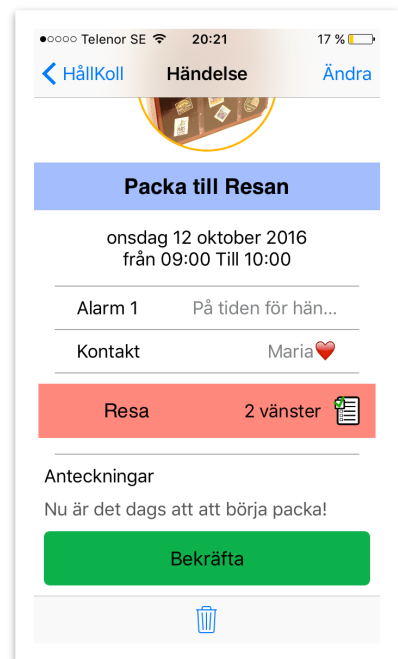 Telenor SE 20:21 17 %
HållKoll Händelse Ändra
Packa till Resan
onsdag 12 oktober 2016
från 09:00 Till 10:00
Alarm 1 På tiden för hän...
Kontakt Maria❤️
Resa 2 vänster
Anteckningar
Nu är det dags att att börja packa!
Bekräfta